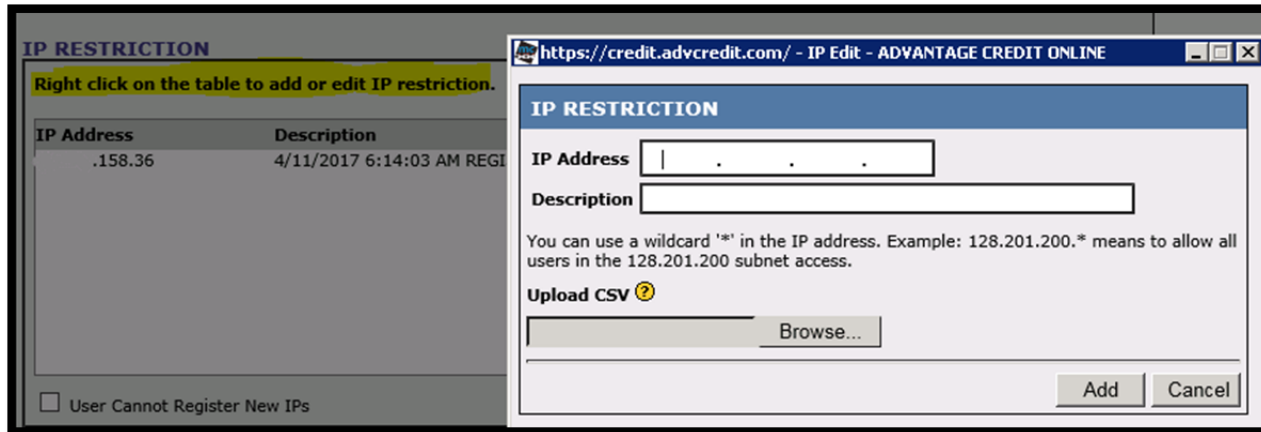 IP RESTRICTION
Right click on the table to add or edit IP restriction.
IP Address Description
.158.36 4/11/2017 6:14:03 AM REGI
User Cannot Register New IPs
https://credit.advcredit.com/ - IP Edit - ADVANTAGE CREDIT ONLINE
IP RESTRICTION
IP Address . . .
Description
You can use a wildcard '*' in the IP address. Example: 128.201.200.* means to allow all
users in the 128.201.200 subnet access.
Upload CSV ?
Browse...
Add Cancel